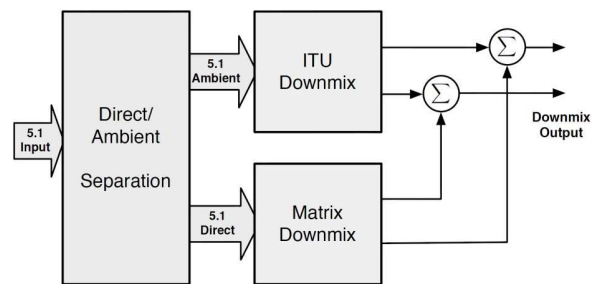 5.1
Input
Direct/
Ambient
Separation
5.1
Ambient
5.1
Direct
ITU
Downmix
Matrix
Downmix
Σ
Σ
Downmix
Output